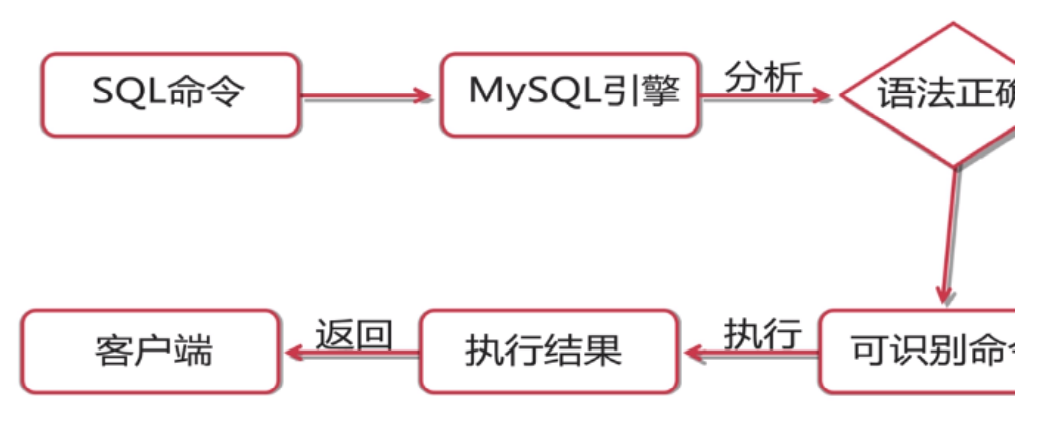 SQL命令
MySQL引擎
分析
语法正确
可识别命令
执行
执行结果
返回
客户端